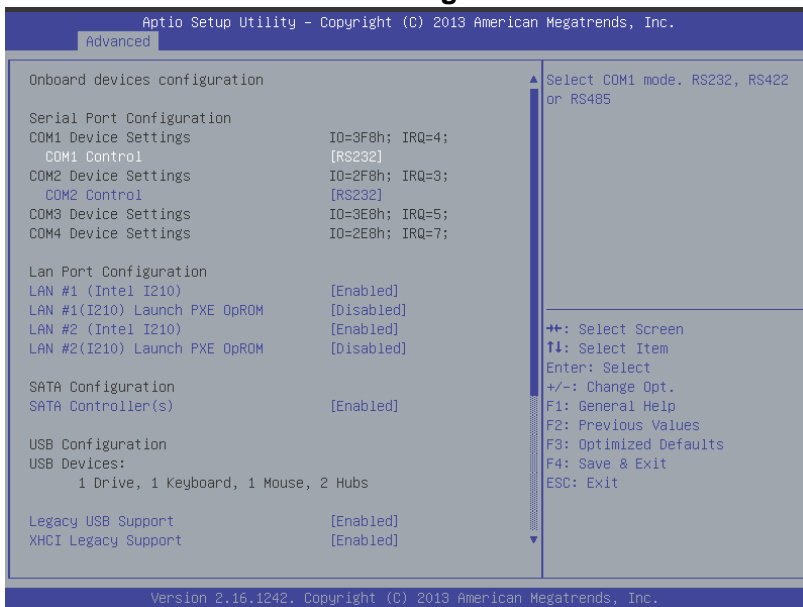 Aptio Setup Utility – Copyright (C) 2013 American Megatrends, Inc.
Advanced
Onboard devices configuration
Serial Port Configuration
COM1 Device Settings IO=3F8h; IRQ=4;
COM1 Control [RS232]
COM2 Device Settings IO=2F8h; IRQ=3;
COM2 Control [RS232]
COM3 Device Settings IO=3E8h; IRQ=5;
COM4 Device Settings IO=2E8h; IRQ=7;
Lan Port Configuration
LAN #1 (Intel I210) [Enabled]
LAN #1(I210) Launch PXE OpROM [Disabled]
LAN #2 (Intel I210) [Enabled]
LAN #2(I210) Launch PXE OpROM [Disabled]
SATA Configuration
SATA Controller(s) [Enabled]
USB Configuration
USB Devices:
1 Drive, 1 Keyboard, 1 Mouse, 2 Hubs
Legacy USB Support [Enabled]
XHCI Legacy Support [Enabled]
Select COM1 mode. RS232, RS422
or RS485
→←: Select Screen
↑↓: Select Item
Enter: Select
+/-: Change Opt.
F1: General Help
F2: Previous Values
F3: Optimized Defaults
F4: Save & Exit
ESC: Exit
Version 2.16.1242. Copyright (C) 2013 American Megatrends, Inc.